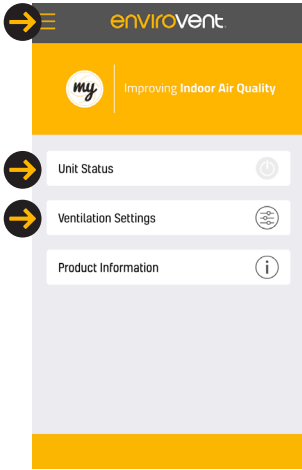 envirovent
my
Improving Indoor Air Quality
Unit Status
Ventilation Settings
Product Information